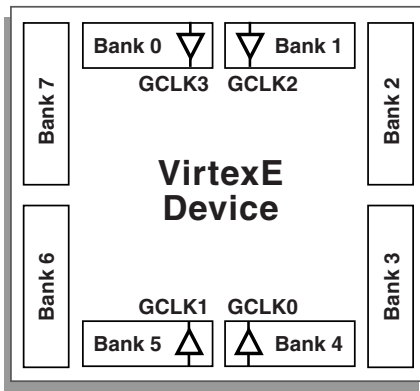 Bank 0
Bank 1
GCLK3
GCLK2
Bank 7
Bank 2
VirtexE
Device
Bank 6
Bank 3
GCLK1
GCLK0
Bank 5
Bank 4